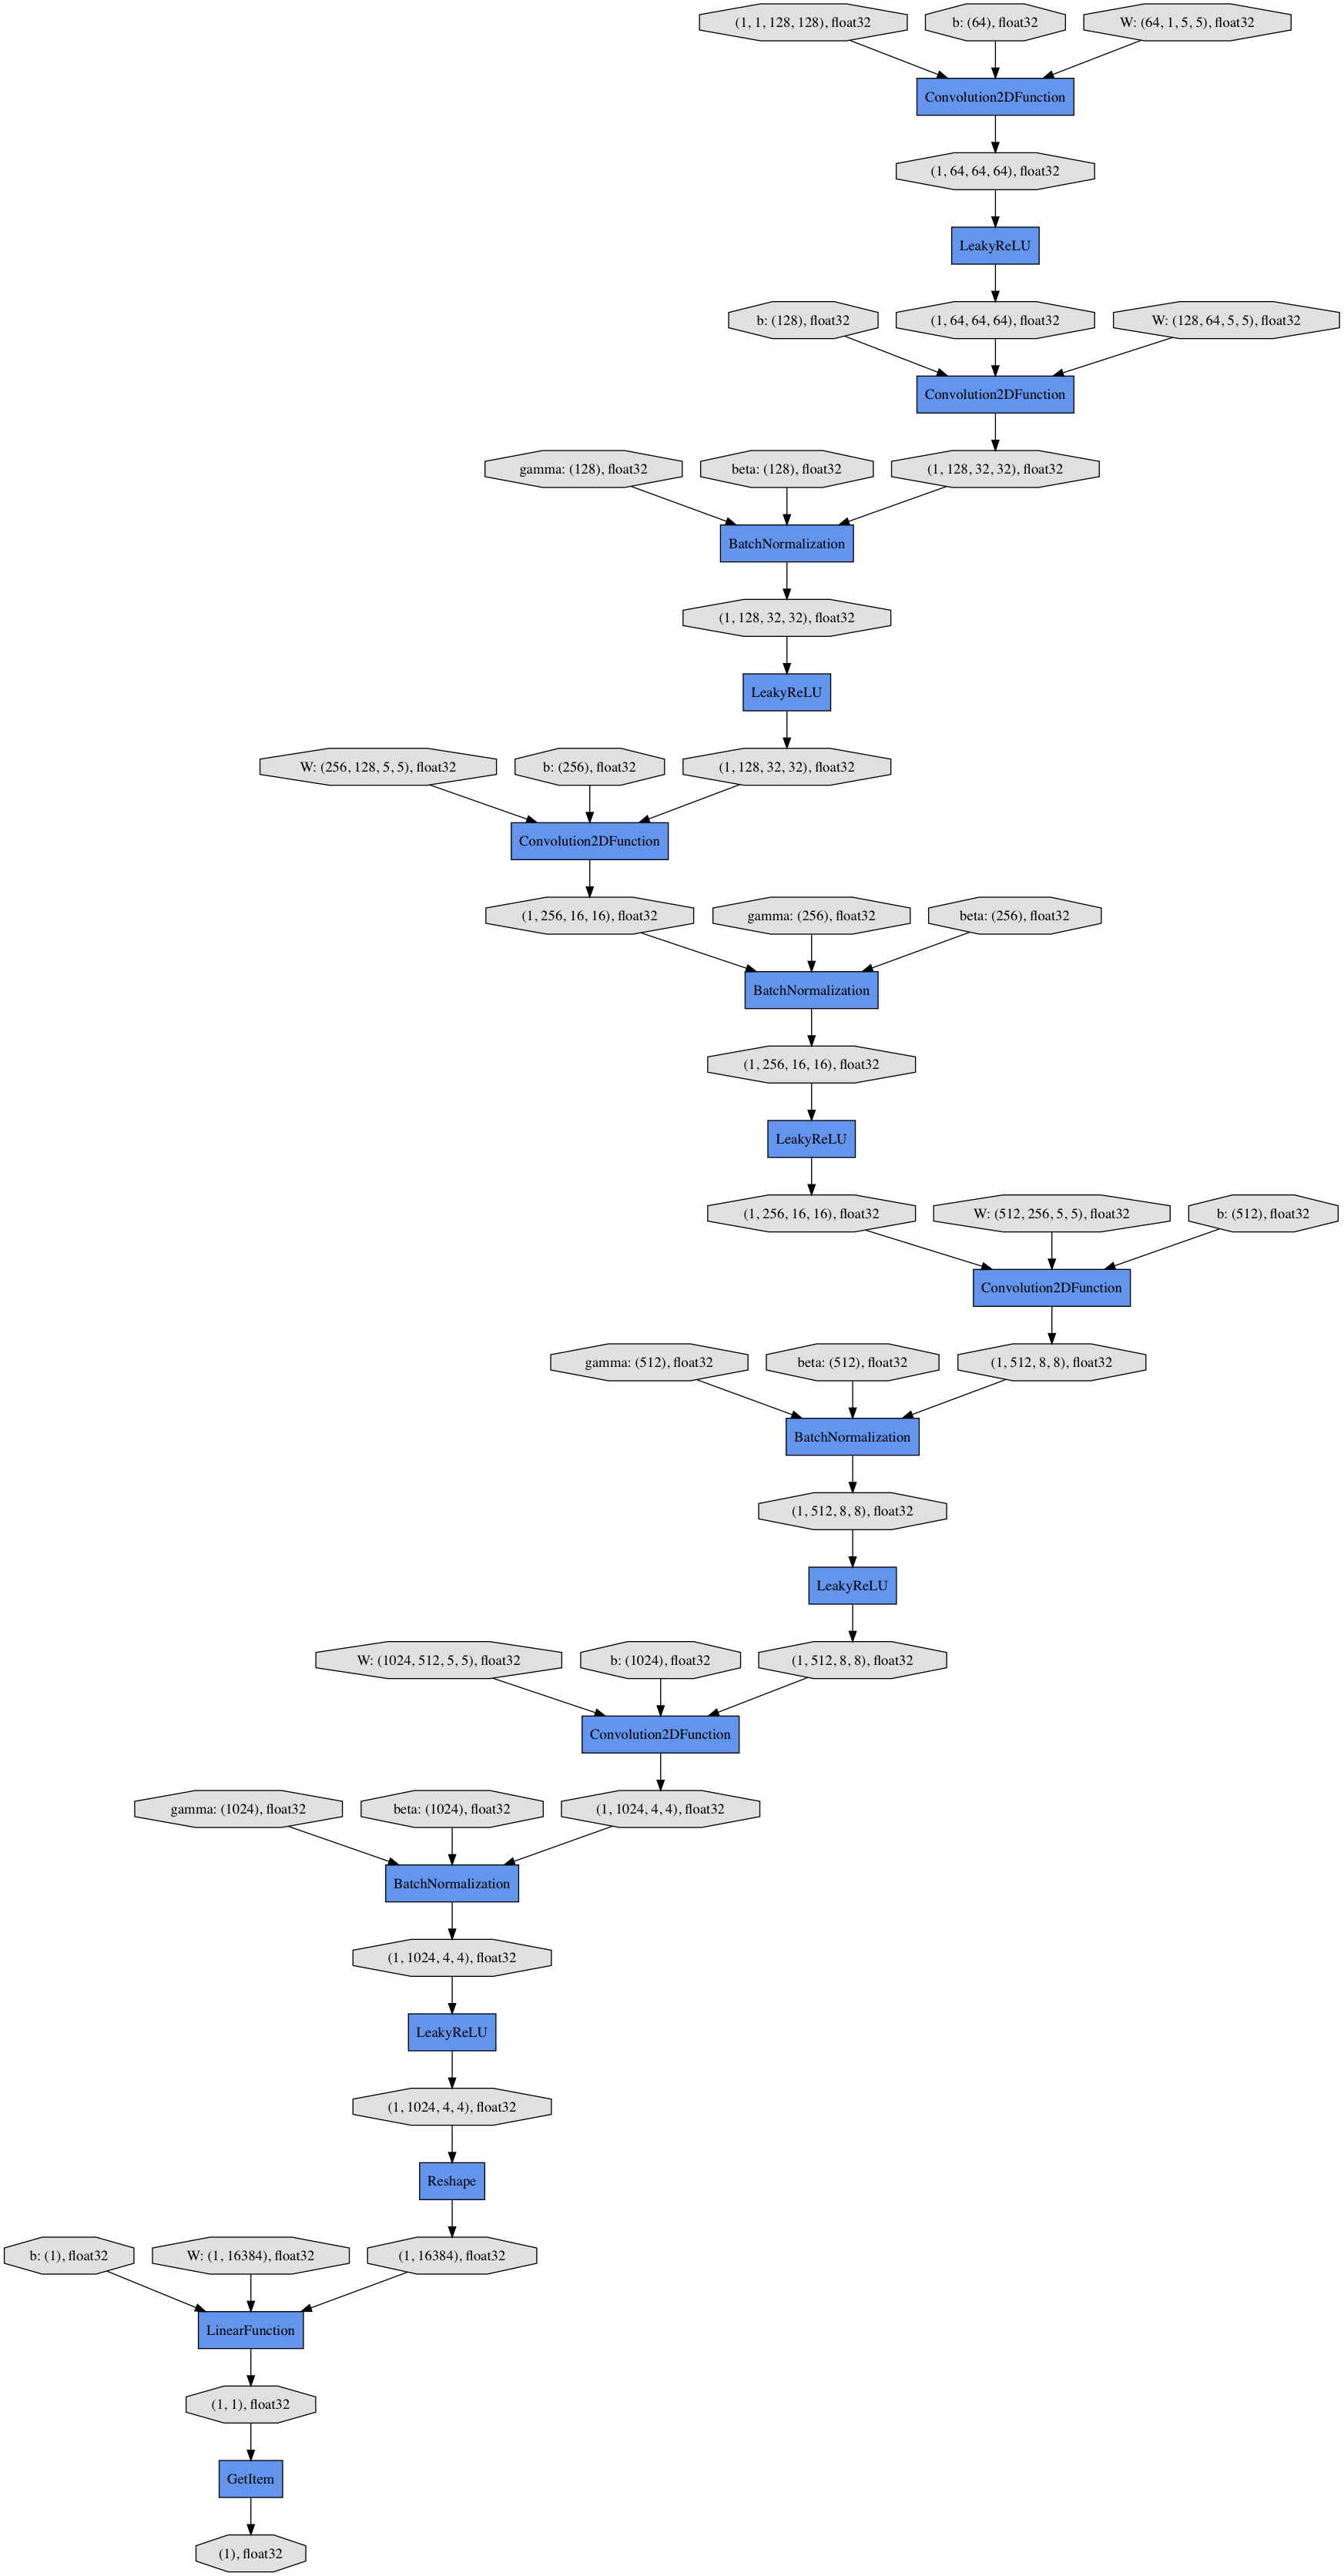 (1, 1, 128, 128), float32
b: (64), float32
W: (64, 1, 5, 5), float32
Convolution2DFunction
(1, 64, 64, 64), float32
LeakyReLU
b: (128), float32
(1, 64, 64, 64), float32
W: (128, 64, 5, 5), float32
Convolution2DFunction
gamma: (128), float32
beta: (128), float32
(1, 128, 32, 32), float32
BatchNormalization
(1, 128, 32, 32), float32
LeakyReLU
W: (256, 128, 5, 5), float32
b: (256), float32
(1, 128, 32, 32), float32
Convolution2DFunction
(1, 256, 16, 16), float32
gamma: (256), float32
beta: (256), float32
BatchNormalization
(1, 256, 16, 16), float32
LeakyReLU
(1, 256, 16, 16), float32
W: (512, 256, 5, 5), float32
b: (512), float32
Convolution2DFunction
gamma: (512), float32
beta: (512), float32
(1, 512, 8, 8), float32
BatchNormalization
(1, 512, 8, 8), float32
LeakyReLU
W: (1024, 512, 5, 5), float32
b: (1024), float32
(1, 512, 8, 8), float32
Convolution2DFunction
gamma: (1024), float32
beta: (1024), float32
(1, 1024, 4, 4), float32
BatchNormalization
(1, 1024, 4, 4), float32
LeakyReLU
(1, 1024, 4, 4), float32
Reshape
b: (1), float32
W: (1, 16384), float32
(1, 16384), float32
LinearFunction
(1, 1), float32
GetItem
(1), float32